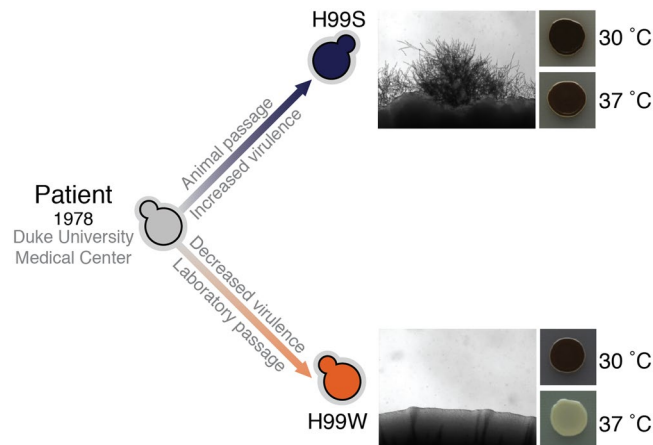 H99S
30 °C
37 °C
Animal passage
Increased virulence
Patient
1978
Duke University
Medical Center
Decreased virulence
Laboratory passage
H99W
30 °C
37 °C